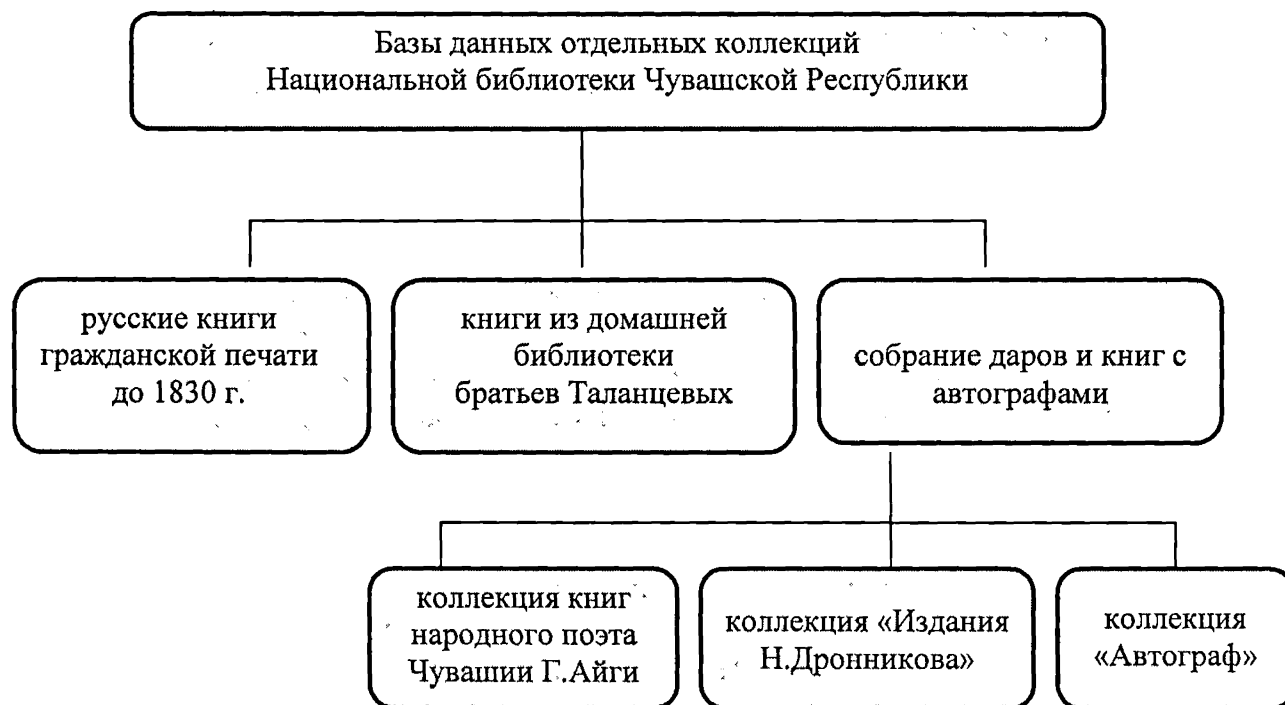 Базы данных отдельных коллекций
Национальной библиотеки Чувашской Республики
русские книги
гражданской печати
до 1830 г.
книги из домашней
библиотеки
братьев Таланцевых
собрание даров и книг с
автографами
коллекция книг
народного поэта
Чувашии Г.Айги
коллекция «Издания
Н.Дронникова»
коллекция
«Автограф»